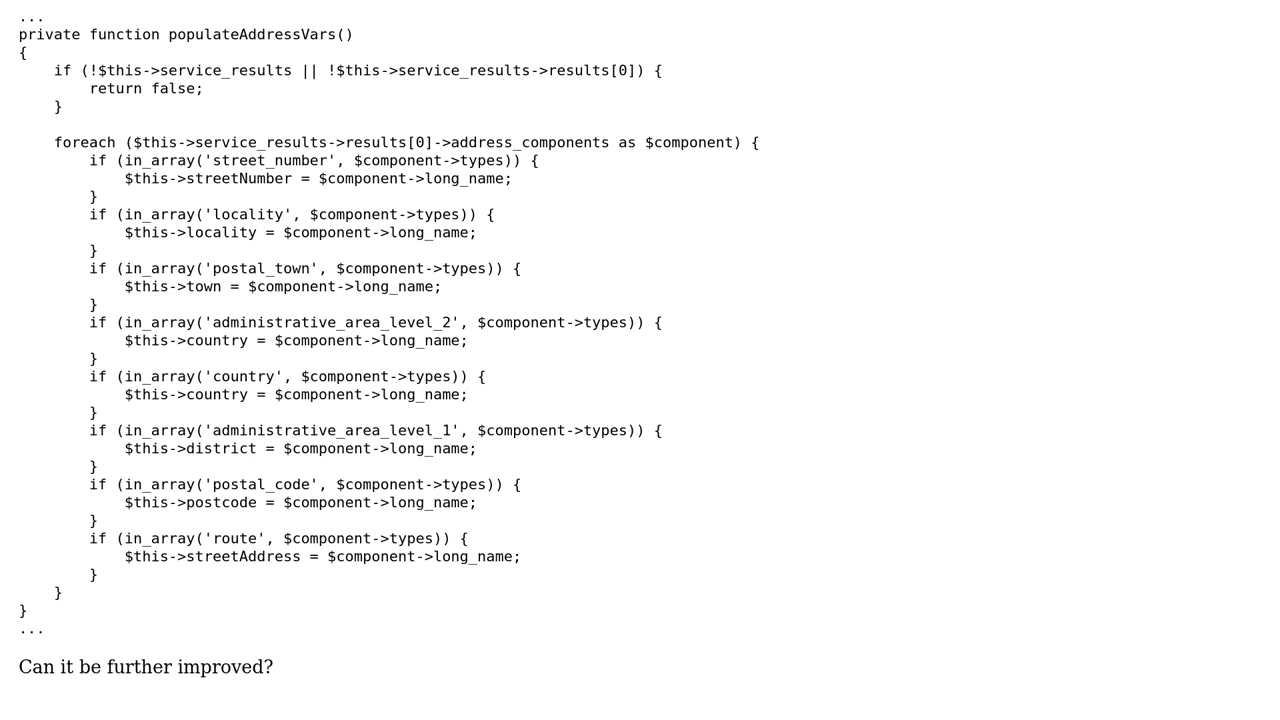 ...
private function populateAddressVars()
{
    if (!$this->service_results || !$this->service_results->results[0]) {
        return false;
    }

    foreach ($this->service_results->results[0]->address_components as $component) {
        if (in_array('street_number', $component->types)) {
            $this->streetNumber = $component->long_name;
        }
        if (in_array('locality', $component->types)) {
            $this->locality = $component->long_name;
        }
        if (in_array('postal_town', $component->types)) {
            $this->town = $component->long_name;
        }
        if (in_array('administrative_area_level_2', $component->types)) {
            $this->country = $component->long_name;
        }
        if (in_array('country', $component->types)) {
            $this->country = $component->long_name;
        }
        if (in_array('administrative_area_level_1', $component->types)) {
            $this->district = $component->long_name;
        }
        if (in_array('postal_code', $component->types)) {
            $this->postcode = $component->long_name;
        }
        if (in_array('route', $component->types)) {
            $this->streetAddress = $component->long_name;
        }
    }
}
...
Can it be further improved?